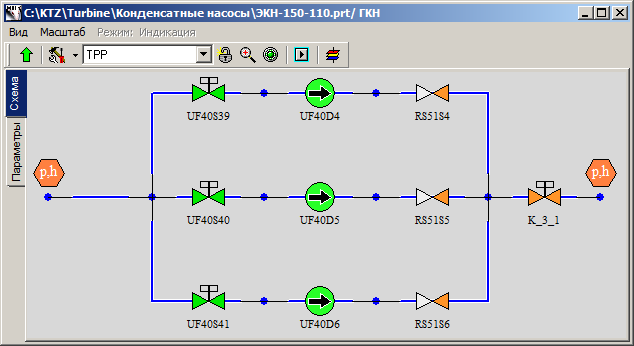 C:\KTZ\Turbine\Конденсатные насосы\ЭКН-150-110.prt/ ГКН
Вид Масштаб Режим: Индикация
TPP
Схема
Параметры
UF40S39 UF40D4 RS51S4
p,h p,h
UF40S40 UF40D5 RS51S5 K_3_1
UF40S41 UF40D6 RS51S6